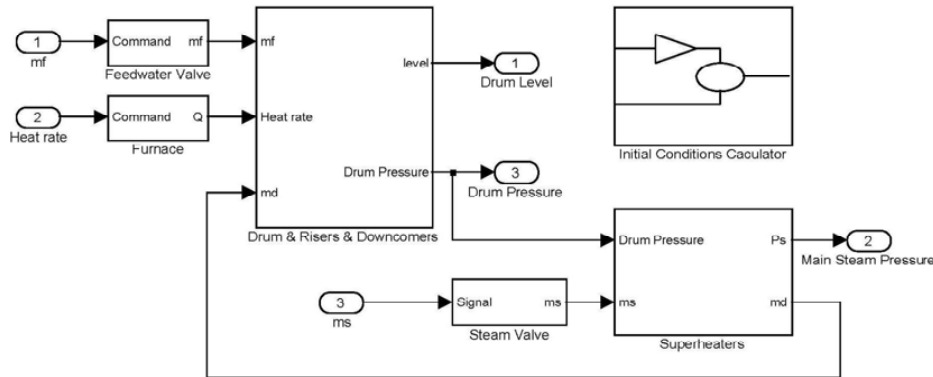 1
mf
Command
mf
Feedwater Valve
2
Heat rate
Command
Q
Furnace
mf
Heat rate
md
level
Drum Pressure
Drum & Risers & Downcomers
1
Drum Level
3
Drum Pressure
Initial Conditions Caculator
3
ms
Signal
ms
Steam Valve
Drum Pressure
ms
Ps
md
Superheaters
2
Main Steam Pressure